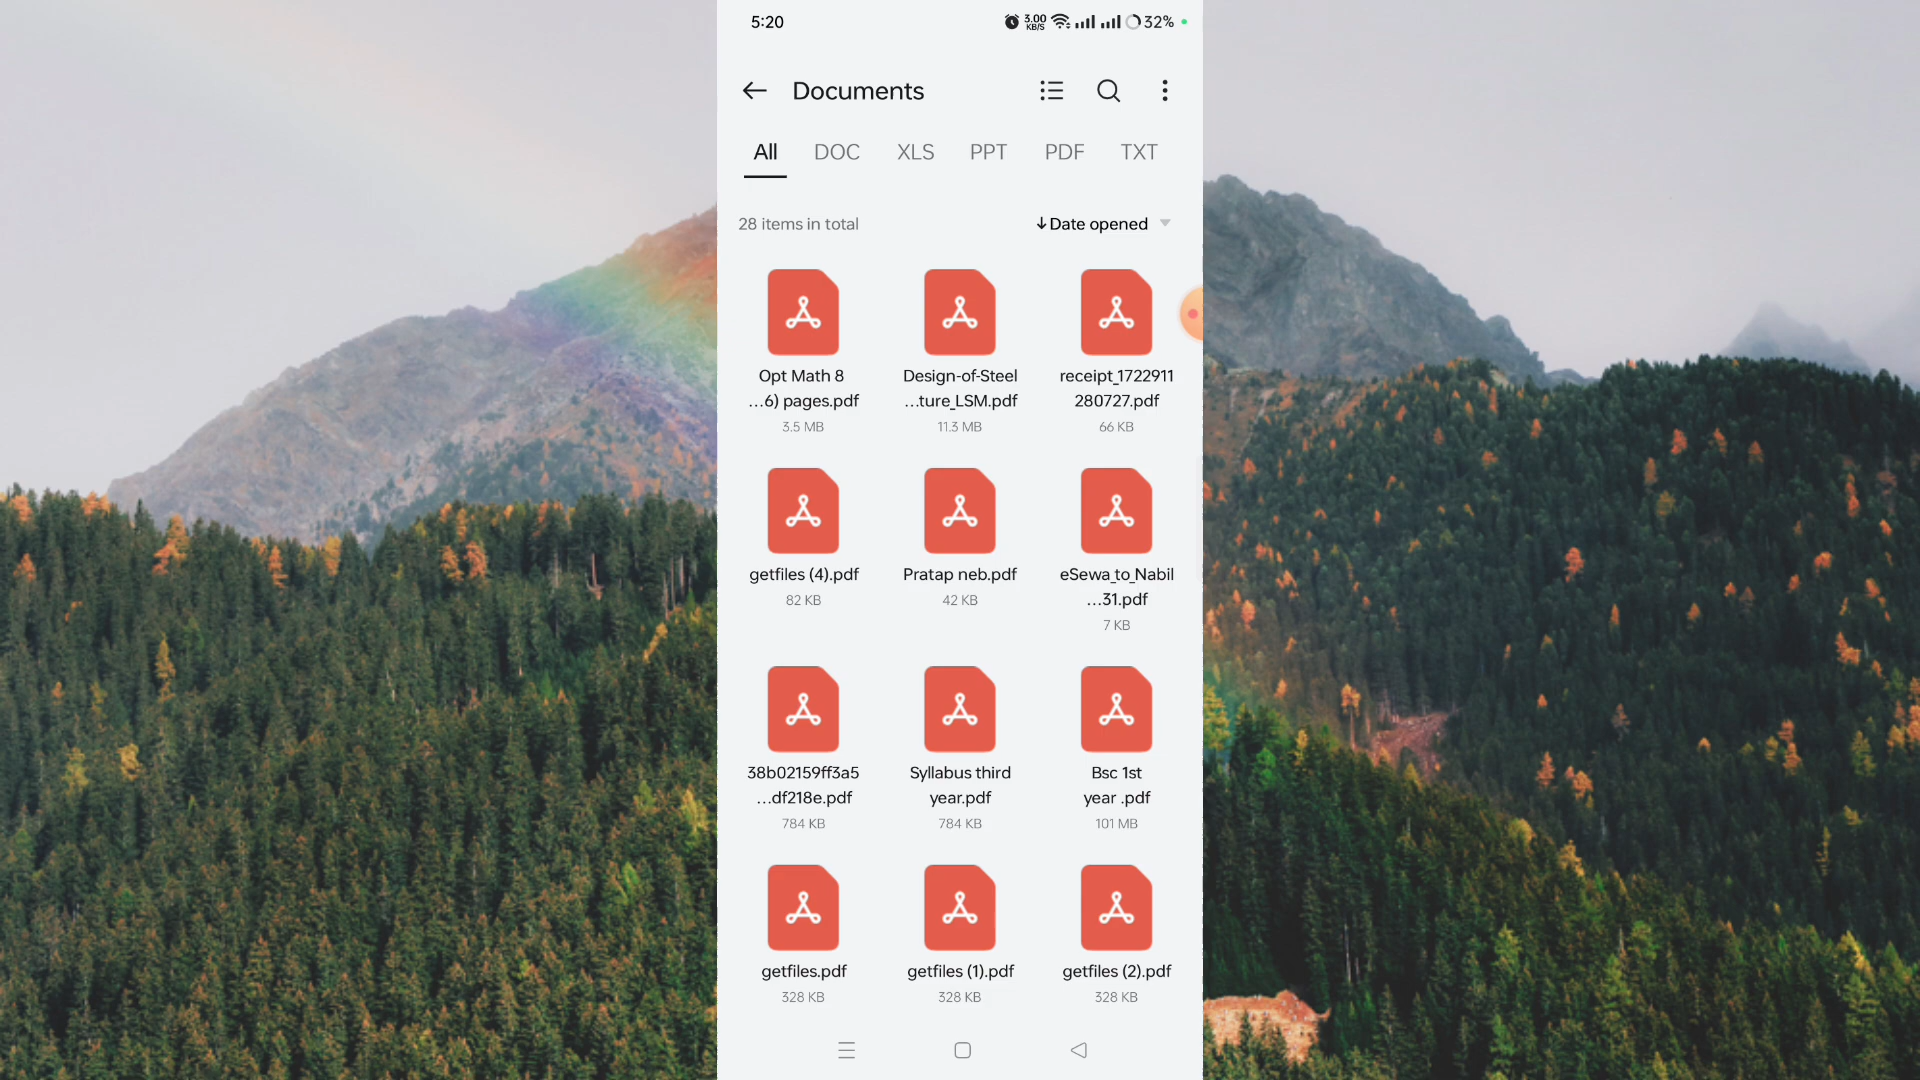 5:20
3.00 KB/S
32%
Documents
All DOC XLS PPT PDF TXT
28 items in total
↓Date opened
Opt Math 8 …6) pages.pdf
3.5 MB
Design-of-Steel …ture_LSM.pdf
11.3 MB
receipt_1722911 280727.pdf
66 KB
getfiles (4).pdf
82 KB
Pratap neb.pdf
42 KB
eSewa_to_Nabil …31.pdf
7 KB
38b02159ff3a5 …df218e.pdf
784 KB
Syllabus third year.pdf
784 KB
Bsc 1st year .pdf
101 MB
getfiles.pdf
328 KB
getfiles (1).pdf
328 KB
getfiles (2).pdf
328 KB